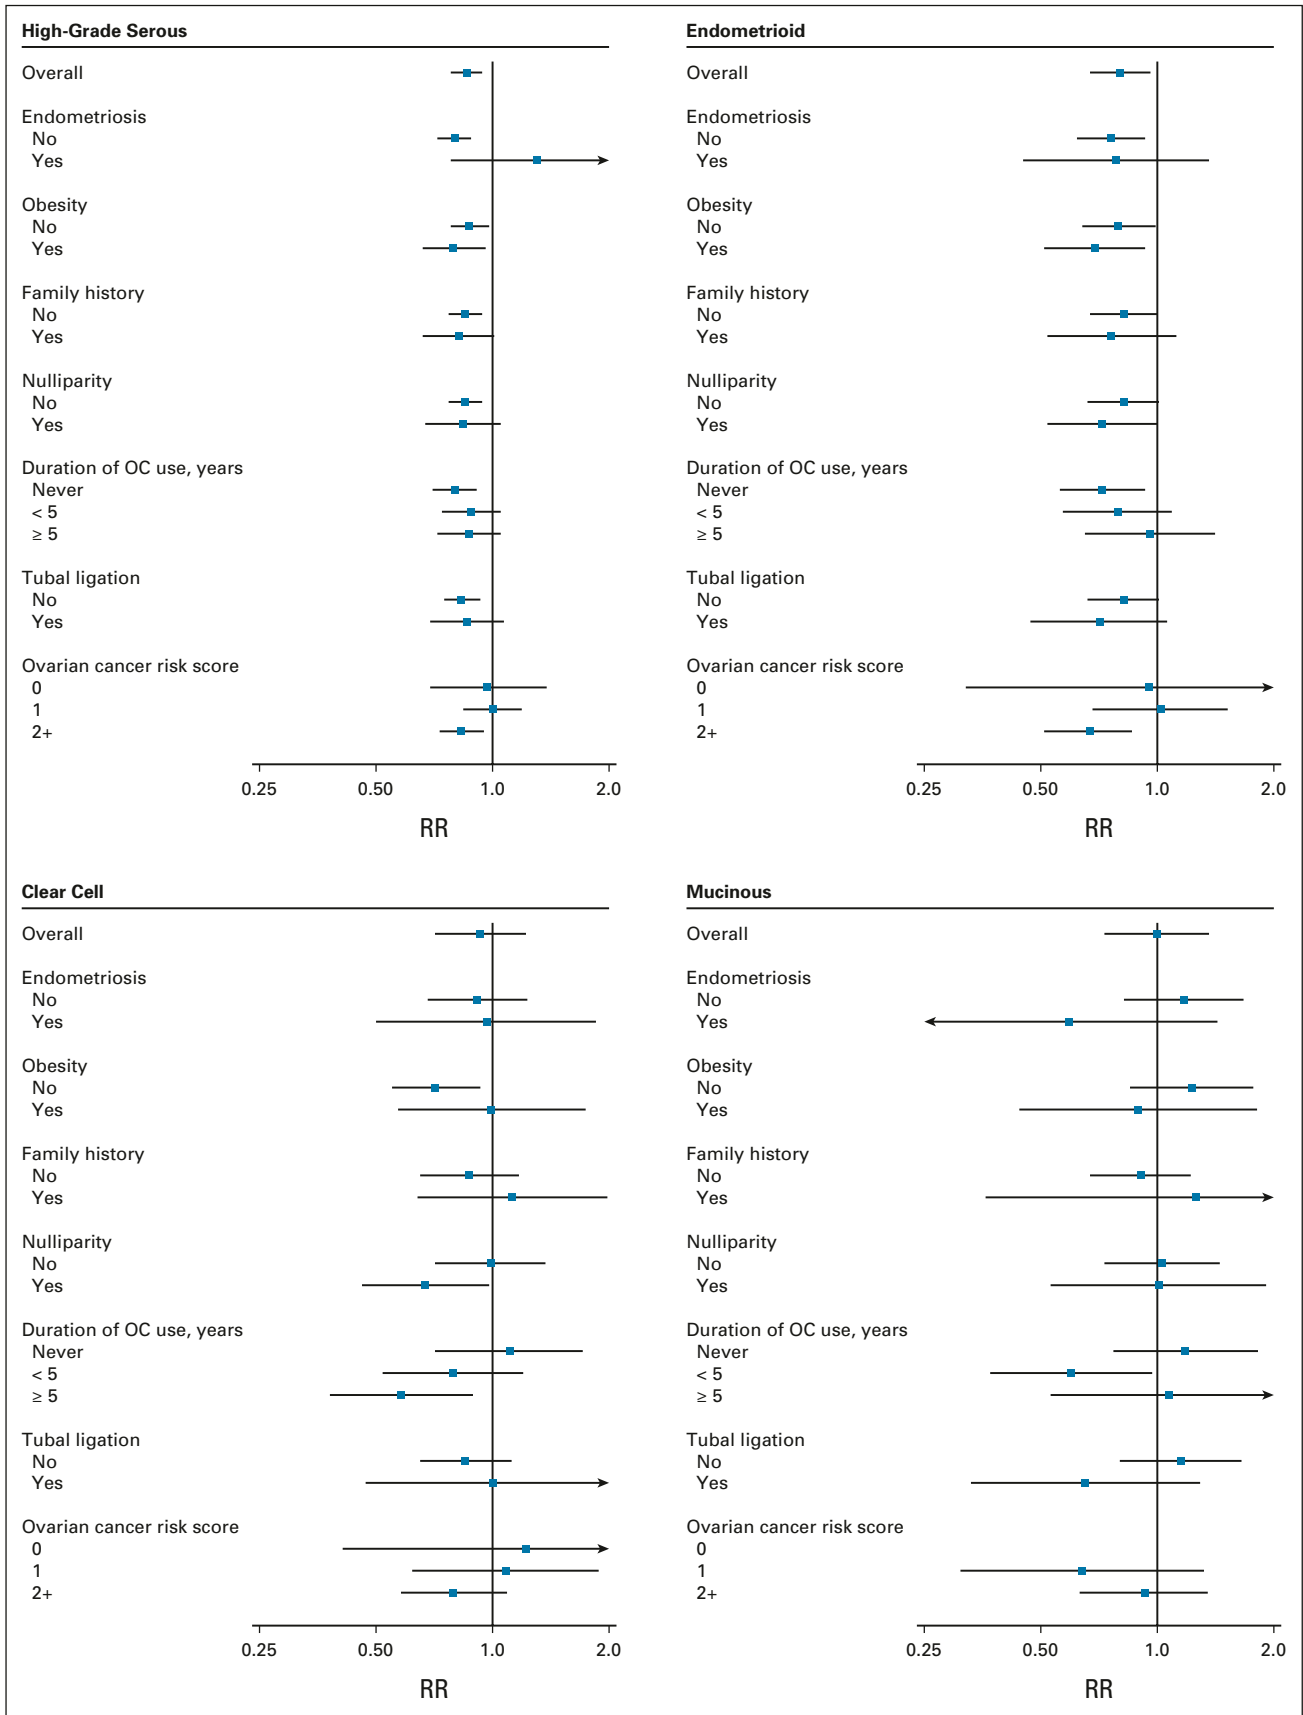 High-Grade Serous
Overall
Endometriosis
No
Yes
Obesity
No
Yes
Family history
No
Yes
Nulliparity
No
Yes
Duration of OC use, years
Never
< 5
≥ 5
Tubal ligation
No
Yes
Ovarian cancer risk score
0
1
2+
0.25 0.50 1.0 2.0
RR
Endometrioid
Overall
Endometriosis
No
Yes
Obesity
No
Yes
Family history
No
Yes
Nulliparity
No
Yes
Duration of OC use, years
Never
< 5
≥ 5
Tubal ligation
No
Yes
Ovarian cancer risk score
0
1
2+
0.25 0.50 1.0 2.0
RR
Clear Cell
Overall
Endometriosis
No
Yes
Obesity
No
Yes
Family history
No
Yes
Nulliparity
No
Yes
Duration of OC use, years
Never
< 5
≥ 5
Tubal ligation
No
Yes
Ovarian cancer risk score
0
1
2+
0.25 0.50 1.0 2.0
RR
Mucinous
Overall
Endometriosis
No
Yes
Obesity
No
Yes
Family history
No
Yes
Nulliparity
No
Yes
Duration of OC use, years
Never
< 5
≥ 5
Tubal ligation
No
Yes
Ovarian cancer risk score
0
1
2+
0.25 0.50 1.0 2.0
RR